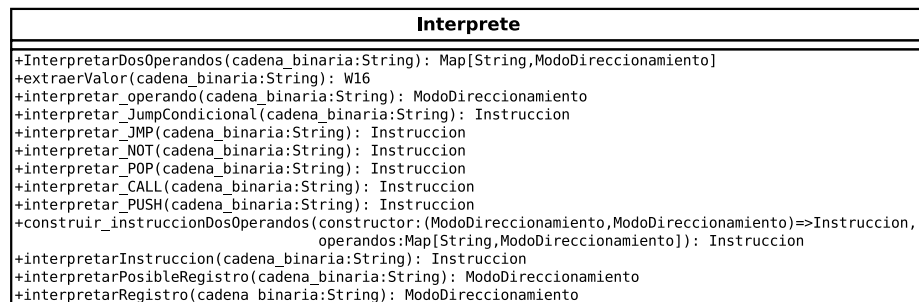 Interprete
+InterpretarDosOperandos(cadena_binaria:String): Map[String,ModoDireccionamiento]
+extraerValor(cadena_binaria:String): W16
+interpretar_operando(cadena_binaria:String): ModoDireccionamiento
+interpretar_JumpCondicional(cadena_binaria:String): Instruccion
+interpretar_JMP(cadena_binaria:String): Instruccion
+interpretar_NOT(cadena_binaria:String): Instruccion
+interpretar_POP(cadena_binaria:String): Instruccion
+interpretar_CALL(cadena_binaria:String): Instruccion
+interpretar_PUSH(cadena_binaria:String): Instruccion
+construir_instruccionDosOperandos(constructor:(ModoDireccionamiento,ModoDireccionamiento)=>Instruccion,
operandos:Map[String,ModoDireccionamiento]): Instruccion
+interpretarInstruccion(cadena_binaria:String): Instruccion
+interpretarPosibleRegistro(cadena_binaria:String): ModoDireccionamiento
+interpretarRegistro(cadena_binaria:String): ModoDireccionamiento